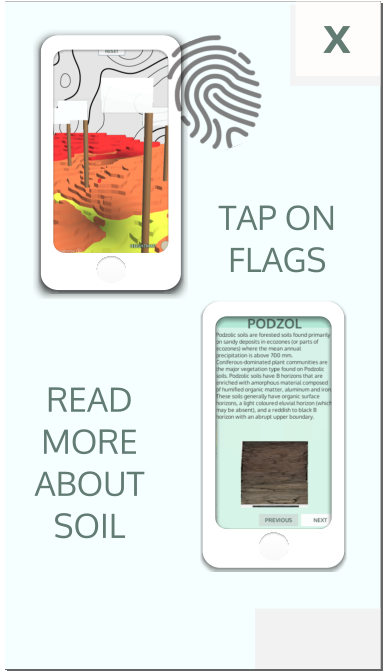 X
RESET
TAP ON
FLAGS
PODZOL
Podzolic soils are forested soils found primarily
on sandy deposits in ecozones (or parts of
ecozones) where the mean annual
precipitation is above 700 mm.
Coniferous-dominated plant communities are
the major vegetation type found on Podzolic
soils. Podzolic soils have B horizons that are
enriched with amorphous material composed
of humified organic matter, aluminum and iron
These soils generally have organic surface
horizons, a light coloured eluvial horizon (which
may be absent), and a reddish to black B
horizon with an abrupt upper boundary.
READ
MORE
ABOUT
SOIL
PREVIOUS
NEXT